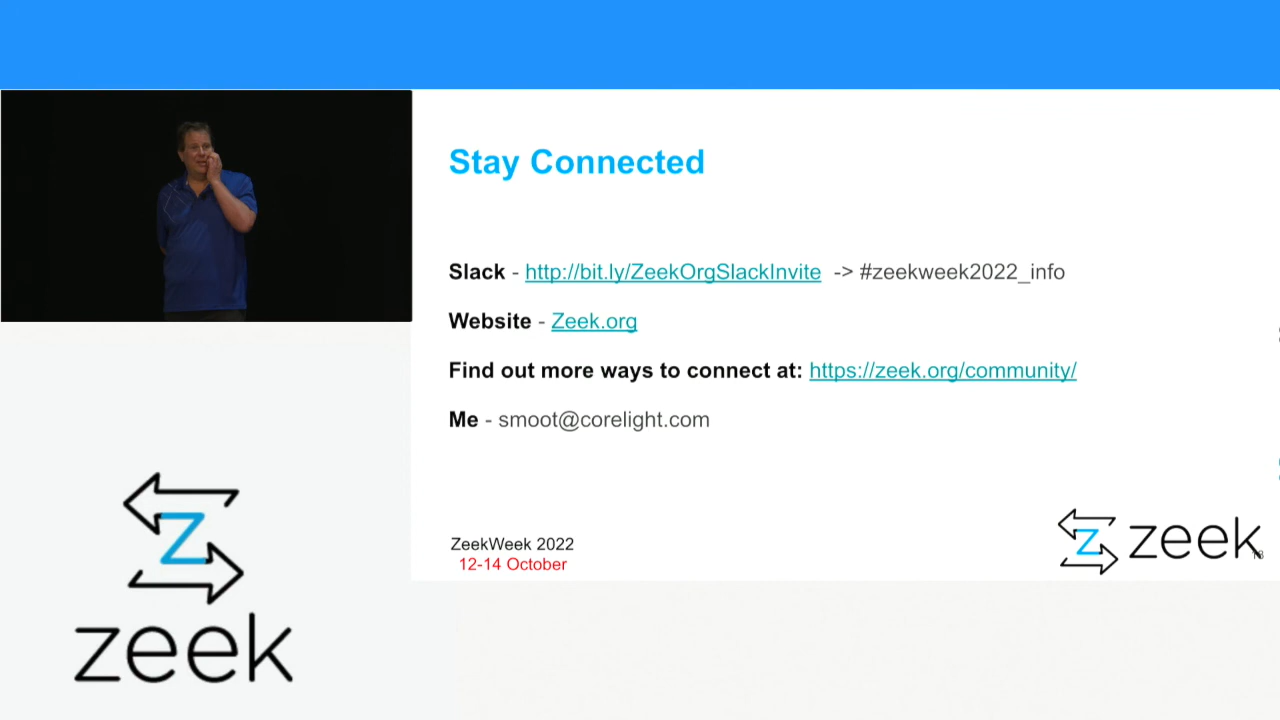 Stay Connected
Slack - http://bit.ly/ZeekOrgSlackInvite -> #zeekweek2022_info
Website - Zeek.org
Find out more ways to connect at: https://zeek.org/community/
Me - smoot@corelight.com
ZeekWeek 2022
12-14 October
zeek
zeek